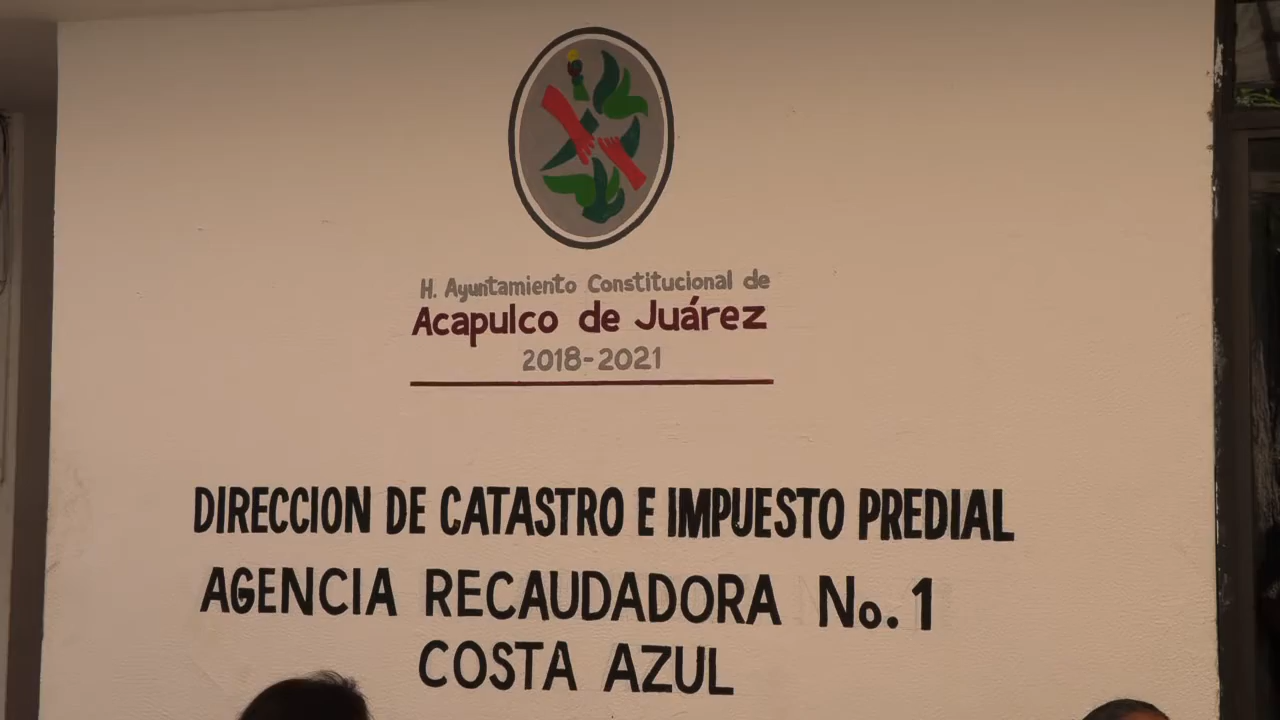 H. Ayuntamiento Constitucional de
Acapulco de Juárez
2018-2021
DIRECCION DE CATASTRO E IMPUESTO PREDIAL
AGENCIA RECAUDADORA No. 1
COSTA AZUL